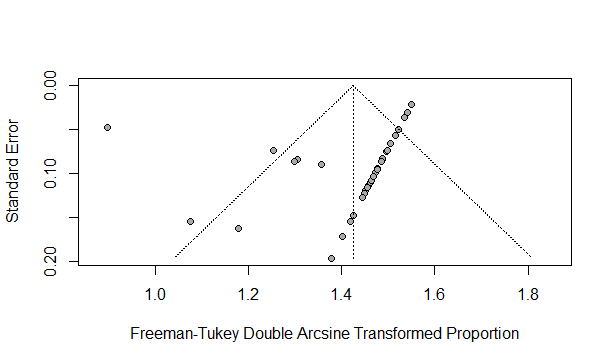 0.00
0.10
0.20
Standard Error
1.0 1.2 1.4 1.6 1.8
Freeman-Tukey Double Arcsine Transformed Proportion